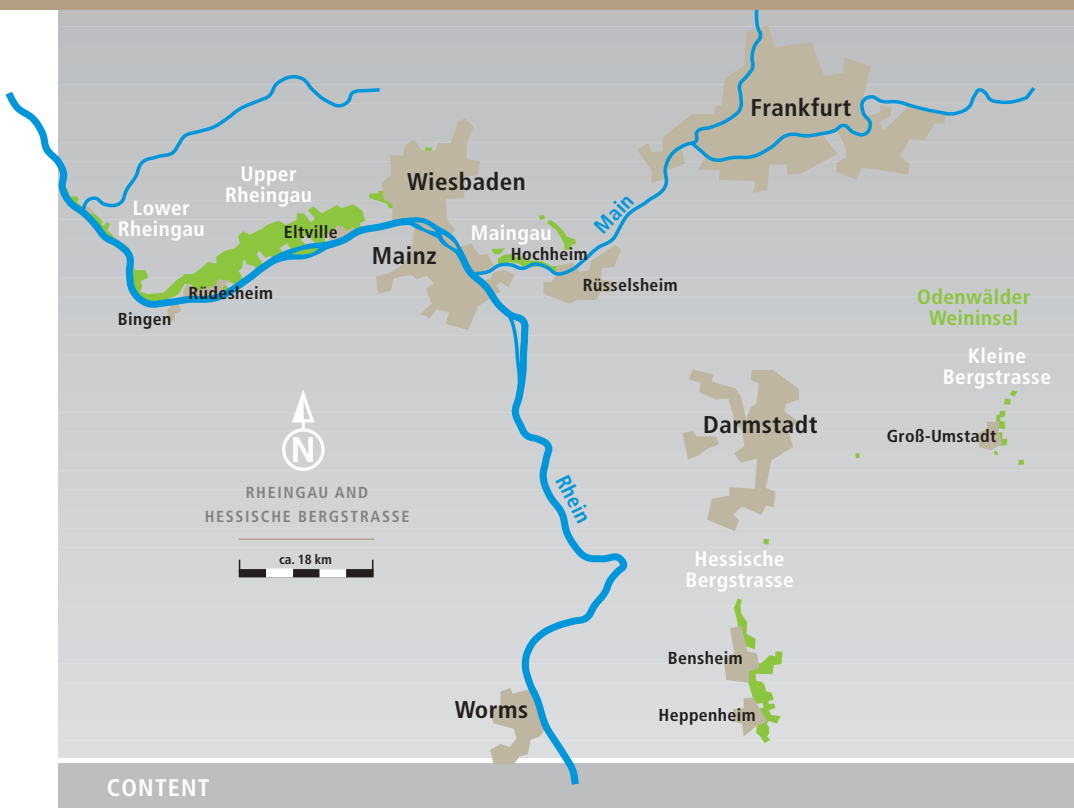 Frankfurt
Upper
Rheingau
Wiesbaden
Lower
Rheingau
Main
Eltville
Maingau
Mainz
Hochheim
Rüsselsheim
Rüdesheim
Bingen
Odenwälder
Weininsel
Kleine
Bergstrasse
Darmstadt
Groß-Umstadt
N
RHEINGAU AND
HESSISCHE BERGSTRASSE
Rhein
ca. 18 km
Hessische
Bergstrasse
Bensheim
Worms
Heppenheim
CONTENT